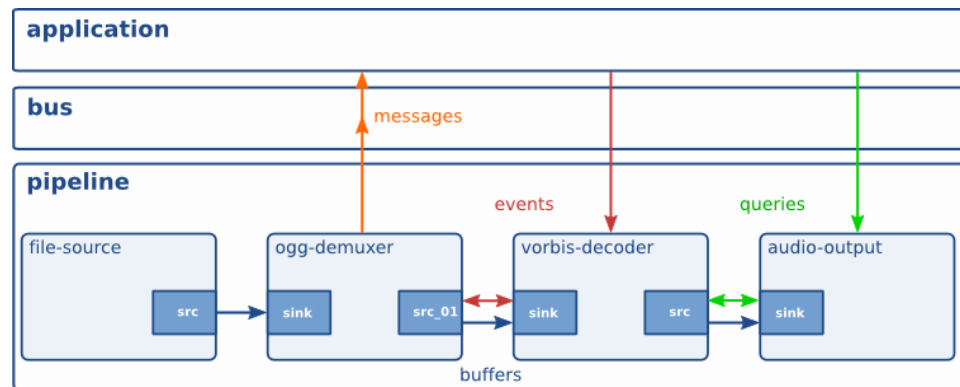 application
bus
messages
pipeline
events
queries
file-source
ogg-demuxer
vorbis-decoder
audio-output
src
sink
src_01
sink
src
sink
buffers